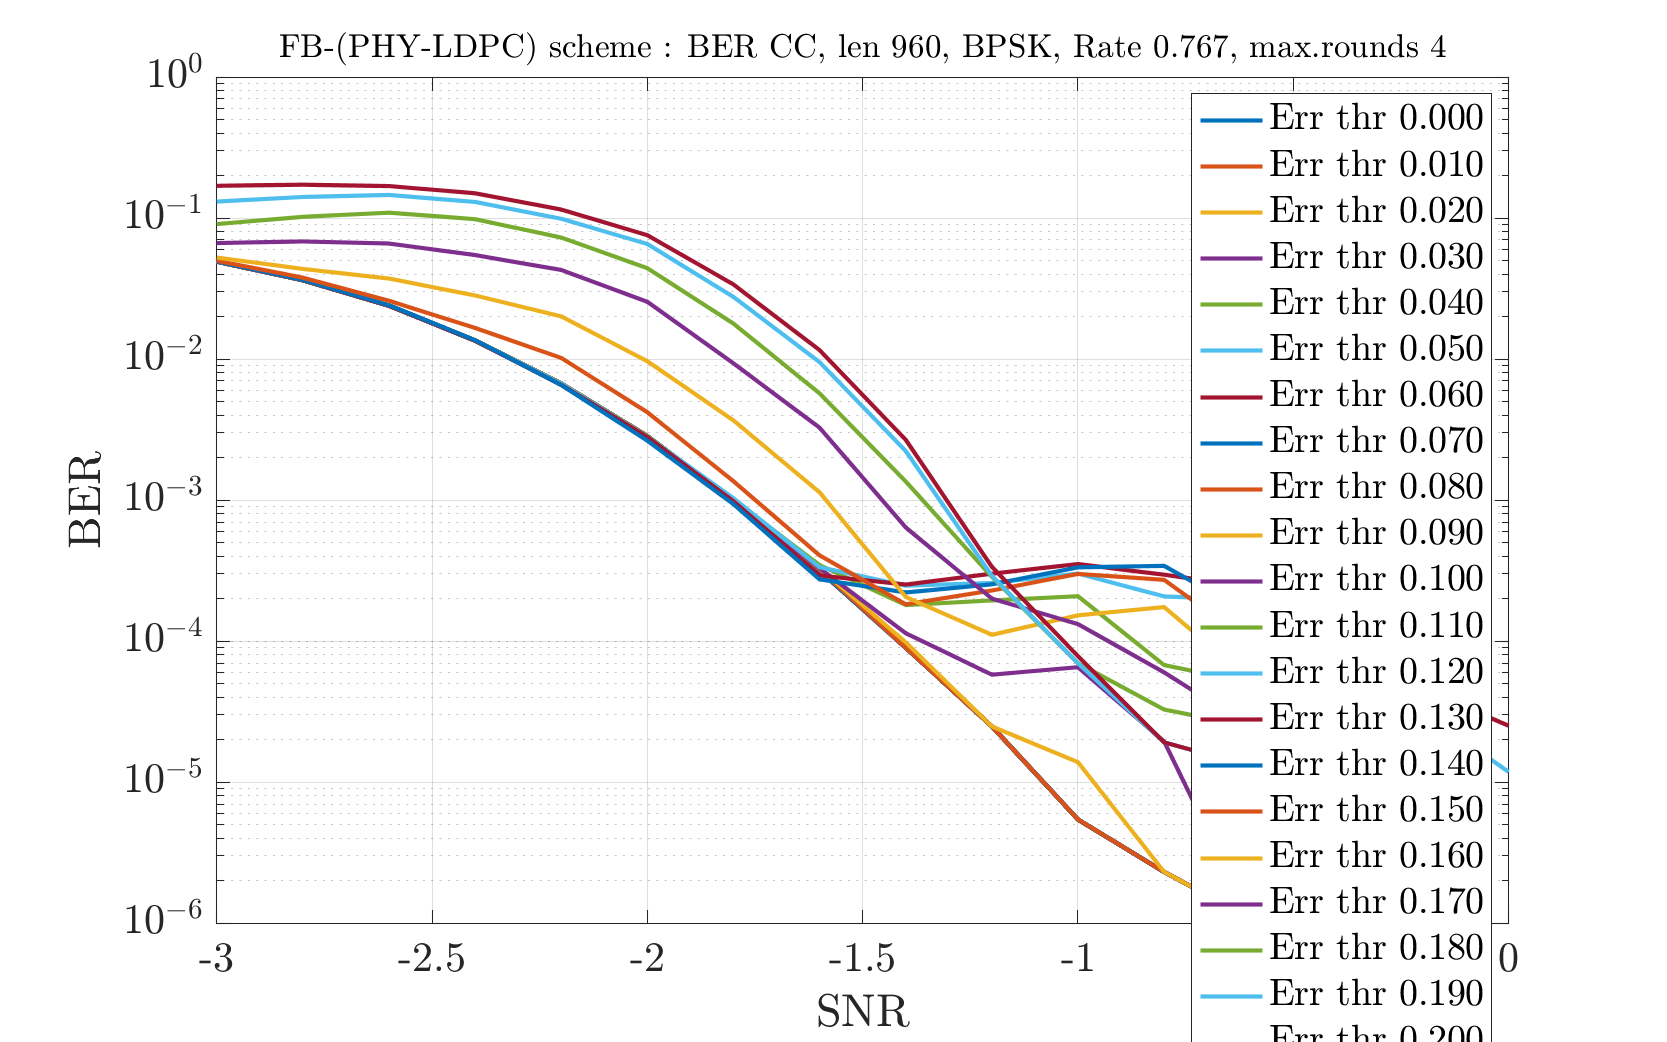 FB-(PHY-LDPC) scheme : BER CC, len 960, BPSK, Rate 0.767, max.rounds 4
10^0
10^-1
10^-2
10^-3
10^-4
10^-5
10^-6
BER
-3
-2.5
-2
-1.5
-1
0
SNR
Err thr 0.000
Err thr 0.010
Err thr 0.020
Err thr 0.030
Err thr 0.040
Err thr 0.050
Err thr 0.060
Err thr 0.070
Err thr 0.080
Err thr 0.090
Err thr 0.100
Err thr 0.110
Err thr 0.120
Err thr 0.130
Err thr 0.140
Err thr 0.150
Err thr 0.160
Err thr 0.170
Err thr 0.180
Err thr 0.190
Err thr 0.200